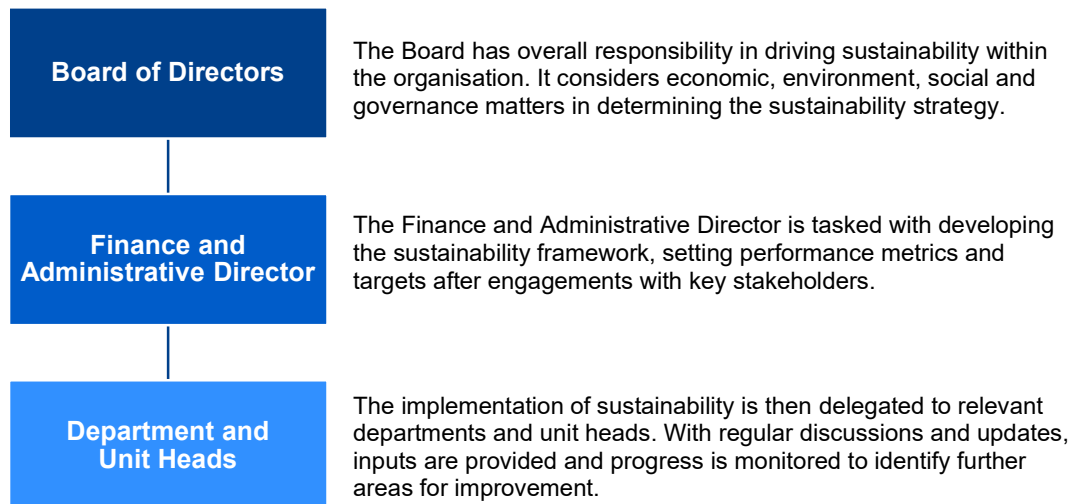 Board of Directors
The Board has overall responsibility in driving sustainability within
the organisation. It considers economic, environment, social and
governance matters in determining the sustainability strategy.
Finance and
Administrative Director
The Finance and Administrative Director is tasked with developing
the sustainability framework, setting performance metrics and
targets after engagements with key stakeholders.
Department and
Unit Heads
The implementation of sustainability is then delegated to relevant
departments and unit heads. With regular discussions and updates,
inputs are provided and progress is monitored to identify further
areas for improvement.